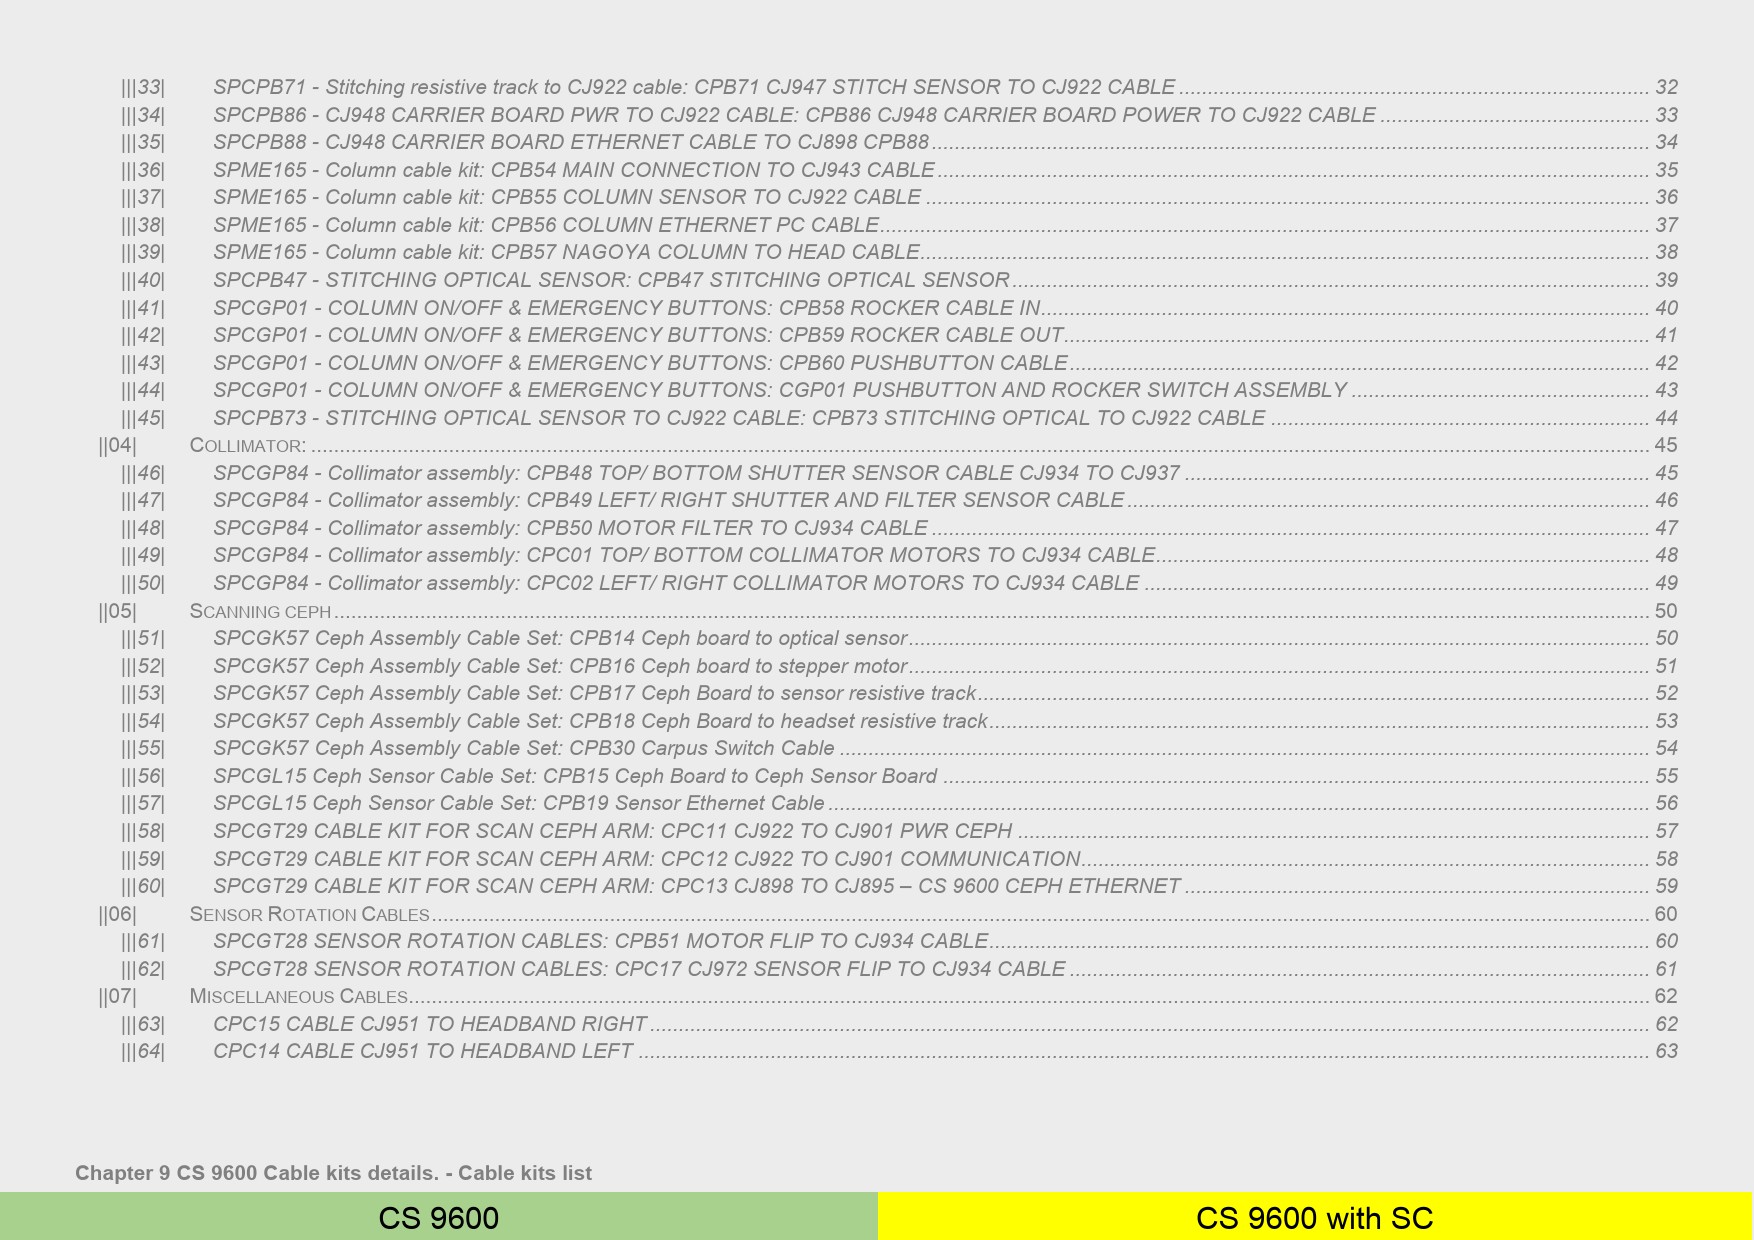 |||33| SPCPB71 - Stitching resistive track to CJ922 cable: CPB71 CJ947 STITCH SENSOR TO CJ922 CABLE 32
|||34| SPCPB86 - CJ948 CARRIER BOARD PWR TO CJ922 CABLE: CPB86 CJ948 CARRIER BOARD POWER TO CJ922 CABLE 33
|||35| SPCPB88 - CJ948 CARRIER BOARD ETHERNET CABLE TO CJ898 CPB88 34
|||36| SPME165 - Column cable kit: CPB54 MAIN CONNECTION TO CJ943 CABLE 35
|||37| SPME165 - Column cable kit: CPB55 COLUMN SENSOR TO CJ922 CABLE 36
|||38| SPME165 - Column cable kit: CPB56 COLUMN ETHERNET PC CABLE 37
|||39| SPME165 - Column cable kit: CPB57 NAGOYA COLUMN TO HEAD CABLE 38
|||40| SPCPB47 - STITCHING OPTICAL SENSOR: CPB47 STITCHING OPTICAL SENSOR 39
|||41| SPCGP01 - COLUMN ON/OFF & EMERGENCY BUTTONS: CPB58 ROCKER CABLE IN 40
|||42| SPCGP01 - COLUMN ON/OFF & EMERGENCY BUTTONS: CPB59 ROCKER CABLE OUT 41
|||43| SPCGP01 - COLUMN ON/OFF & EMERGENCY BUTTONS: CPB60 PUSHBUTTON CABLE 42
|||44| SPCGP01 - COLUMN ON/OFF & EMERGENCY BUTTONS: CGP01 PUSHBUTTON AND ROCKER SWITCH ASSEMBLY 43
|||45| SPCPB73 - STITCHING OPTICAL SENSOR TO CJ922 CABLE: CPB73 STITCHING OPTICAL TO CJ922 CABLE 44
||04| COLLIMATOR: 45
|||46| SPCGP84 - Collimator assembly: CPB48 TOP/ BOTTOM SHUTTER SENSOR CABLE CJ934 TO CJ937 45
|||47| SPCGP84 - Collimator assembly: CPB49 LEFT/ RIGHT SHUTTER AND FILTER SENSOR CABLE 46
|||48| SPCGP84 - Collimator assembly: CPB50 MOTOR FILTER TO CJ934 CABLE 47
|||49| SPCGP84 - Collimator assembly: CPC01 TOP/ BOTTOM COLLIMATOR MOTORS TO CJ934 CABLE 48
|||50| SPCGP84 - Collimator assembly: CPC02 LEFT/ RIGHT COLLIMATOR MOTORS TO CJ934 CABLE 49
||05| SCANNING CEPH 50
|||51| SPCGK57 Ceph Assembly Cable Set: CPB14 Ceph board to optical sensor 50
|||52| SPCGK57 Ceph Assembly Cable Set: CPB16 Ceph board to stepper motor 51
|||53| SPCGK57 Ceph Assembly Cable Set: CPB17 Ceph Board to sensor resistive track 52
|||54| SPCGK57 Ceph Assembly Cable Set: CPB18 Ceph Board to headset resistive track 53
|||55| SPCGK57 Ceph Assembly Cable Set: CPB30 Carpus Switch Cable 54
|||56| SPCGL15 Ceph Sensor Cable Set: CPB15 Ceph Board to Ceph Sensor Board 55
|||57| SPCGL15 Ceph Sensor Cable Set: CPB19 Sensor Ethernet Cable 56
|||58| SPCGT29 CABLE KIT FOR SCAN CEPH ARM: CPC11 CJ922 TO CJ901 PWR CEPH 57
|||59| SPCGT29 CABLE KIT FOR SCAN CEPH ARM: CPC12 CJ922 TO CJ901 COMMUNICATION 58
|||60| SPCGT29 CABLE KIT FOR SCAN CEPH ARM: CPC13 CJ898 TO CJ895 – CS 9600 CEPH ETHERNET 59
||06| SENSOR ROTATION CABLES 60
|||61| SPCGT28 SENSOR ROTATION CABLES: CPB51 MOTOR FLIP TO CJ934 CABLE 60
|||62| SPCGT28 SENSOR ROTATION CABLES: CPC17 CJ972 SENSOR FLIP TO CJ934 CABLE 61
||07| MISCELLANEOUS CABLES 62
|||63| CPC15 CABLE CJ951 TO HEADBAND RIGHT 62
|||64| CPC14 CABLE CJ951 TO HEADBAND LEFT 63
Chapter 9 CS 9600 Cable kits details. - Cable kits list
CS 9600 CS 9600 with SC